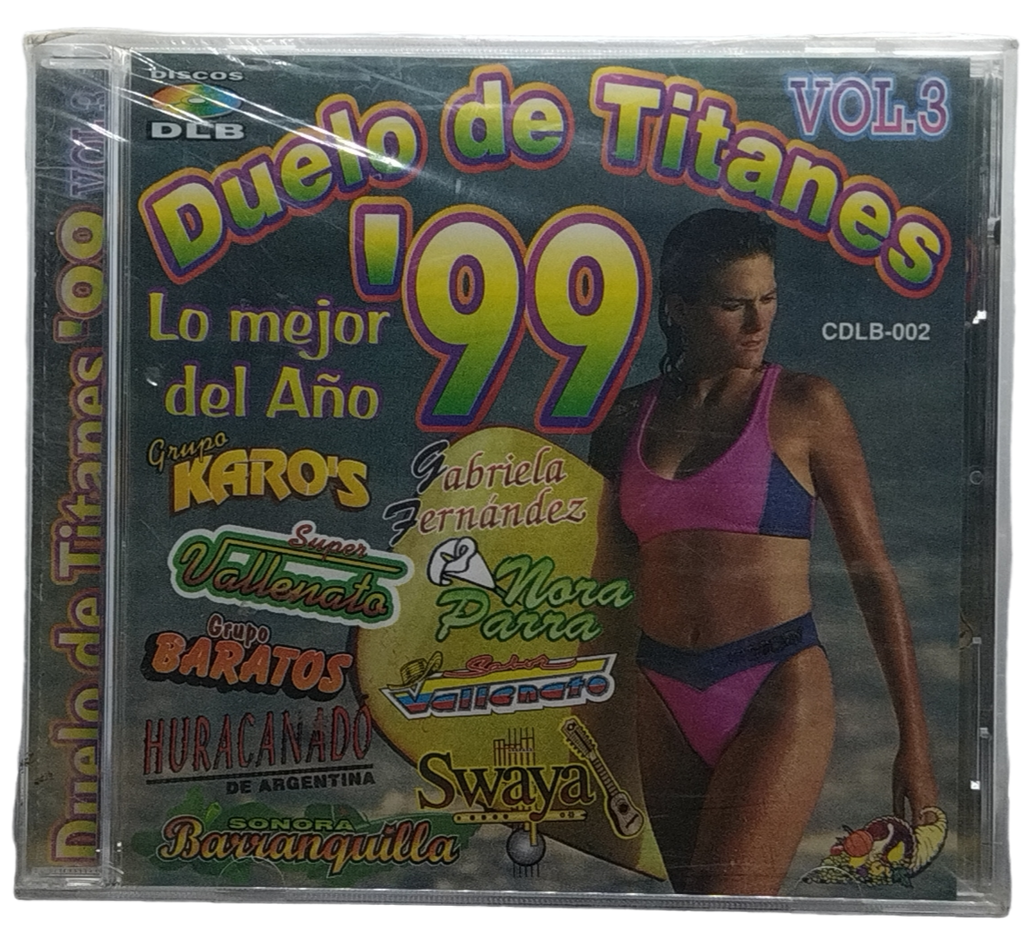 DISCOS
DLB
Duelo de Titanes
'99
VOL.3
Lo mejor
del Año
CDLB-002
Grupo
KARO'S
Gabriela
Fernández
Super
Vallenato
Nora
Parra
Grupo
BARATOS
Sabor
Vallenato
HURACANADO
DE ARGENTINA
Swaya
SONORA
Barranquilla
Duelo de Titanes '99 VOL.3